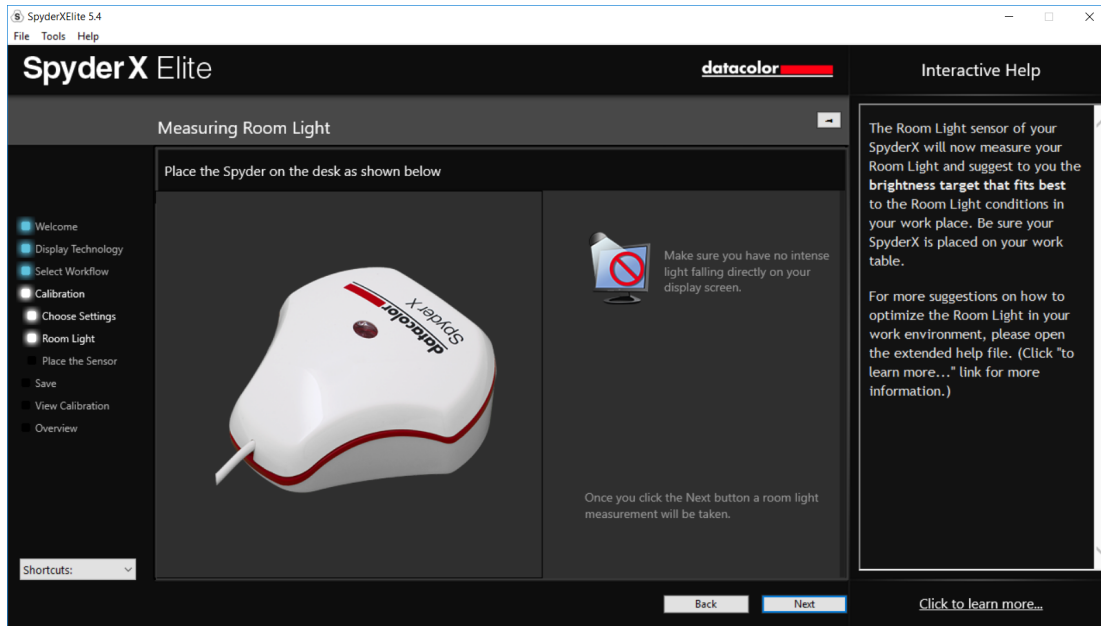 SpyderXElite 5.4
File Tools Help
Spyder X Elite
datacolor
Interactive Help
Measuring Room Light
Place the Spyder on the desk as shown below
Welcome
Display Technology
Select Workflow
Calibration
Choose Settings
Room Light
Place the Sensor
Save
View Calibration
Overview
Shortcuts:
datacolor
Spyder X
Make sure you have no intense
light falling directly on your
display screen.
Once you click the Next button a room light
measurement will be taken.
Back
Next
The Room Light sensor of your
SpyderX will now measure your
Room Light and suggest to you the
brightness target that fits best
to the Room Light conditions in
your work place. Be sure your
SpyderX is placed on your work
table.
For more suggestions on how to
optimize the Room Light in your
work environment, please open
the extended help file. (Click "to
learn more..." link for more
information.)
Click to learn more...